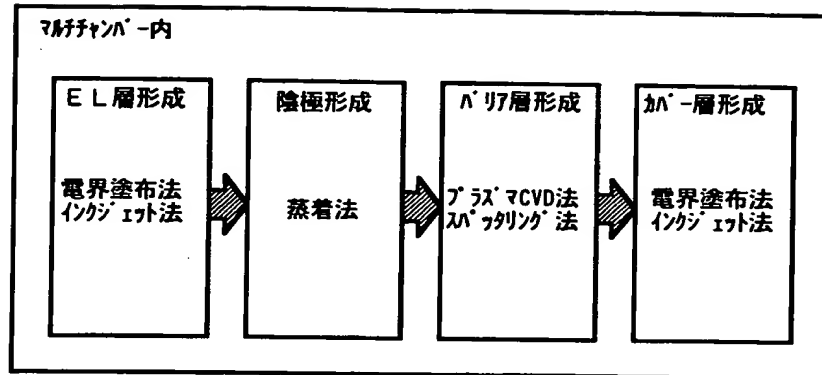 ﾏﾙﾁﾁｬﾝﾊﾞｰ内
ＥＬ層形成
電界塗布法
ｲﾝｸｼﾞｪｯﾄ法
陰極形成
蒸着法
ﾊﾞﾘｱ層形成
ﾌﾟﾗｽﾞﾏCVD法
ｽﾊﾟｯﾀﾘﾝｸﾞ法
ｶﾊﾞｰ層形成
電界塗布法
ｲﾝｸｼﾞｪｯﾄ法